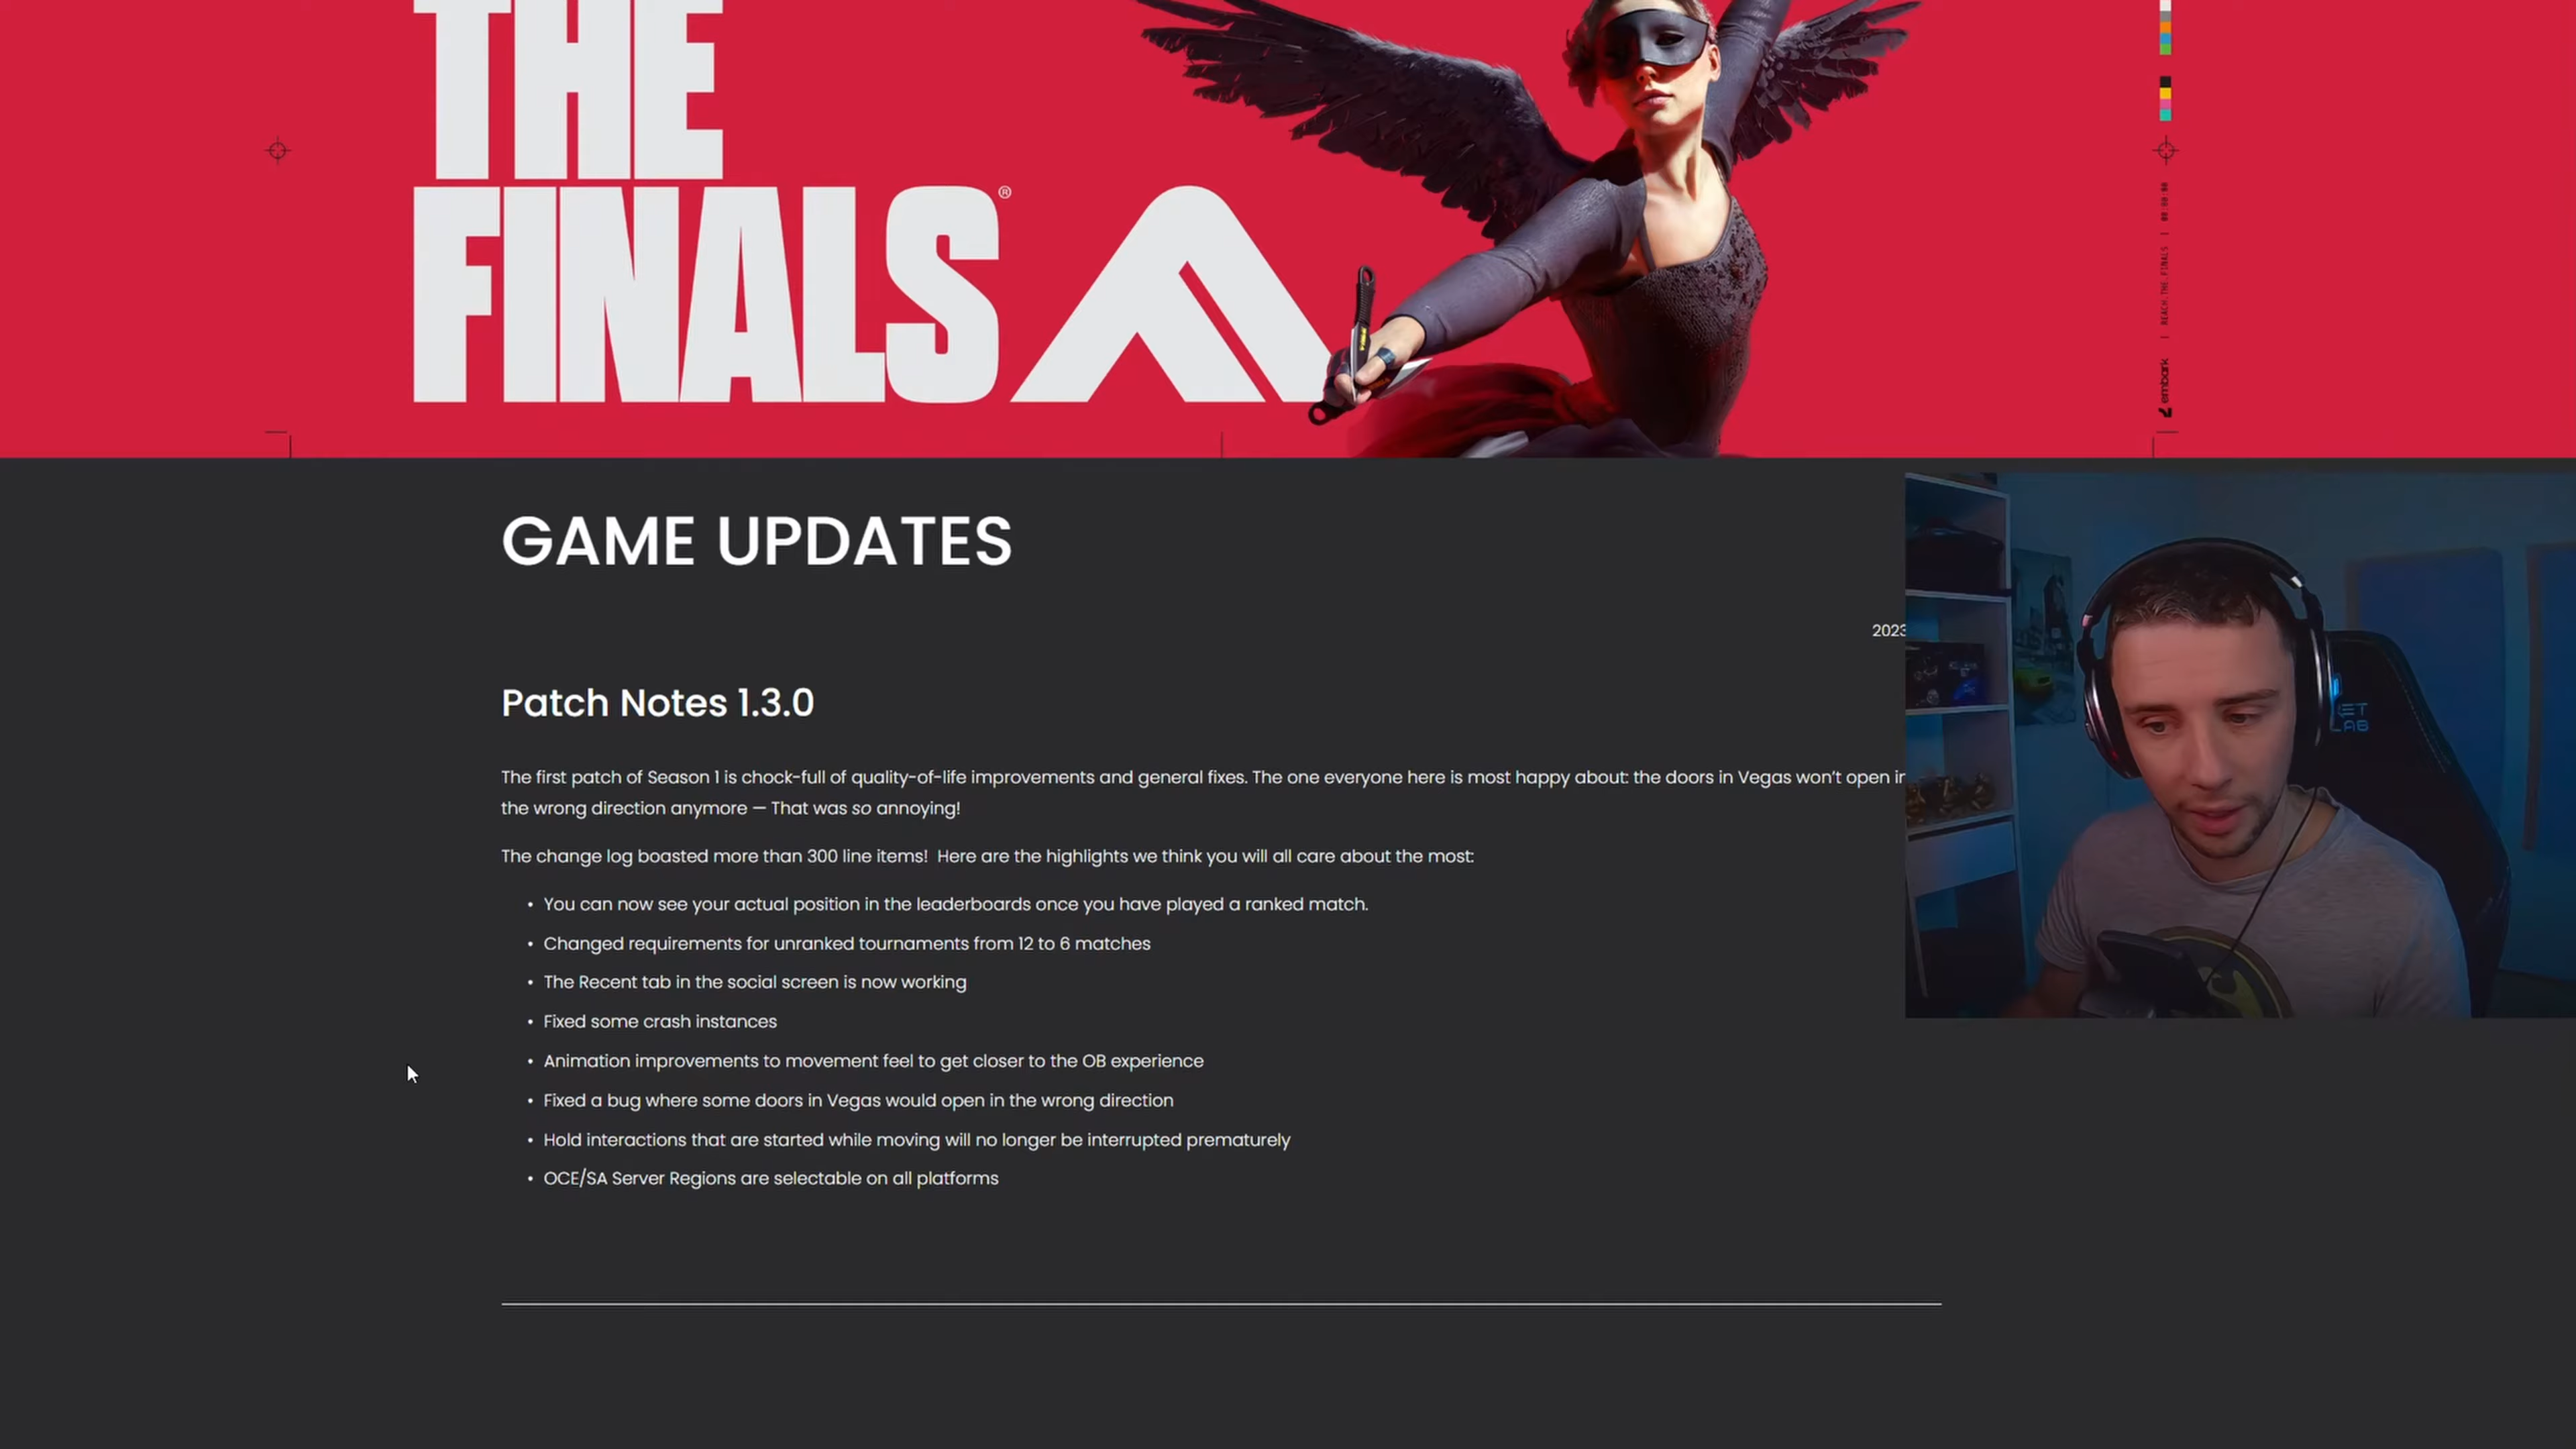 THE
FINALS®
REACH.THE.FINALS
embark
GAME UPDATES
2023
Patch Notes 1.3.0
The first patch of Season 1 is chock-full of quality-of-life improvements and general fixes. The one everyone here is most happy about: the doors in Vegas won't open in
the wrong direction anymore — That was so annoying!
The change log boasted more than 300 line items! Here are the highlights we think you will all care about the most:
• You can now see your actual position in the leaderboards once you have played a ranked match.
• Changed requirements for unranked tournaments from 12 to 6 matches
• The Recent tab in the social screen is now working
• Fixed some crash instances
• Animation improvements to movement feel to get closer to the OB experience
• Fixed a bug where some doors in Vegas would open in the wrong direction
• Hold interactions that are started while moving will no longer be interrupted prematurely
• OCE/SA Server Regions are selectable on all platforms